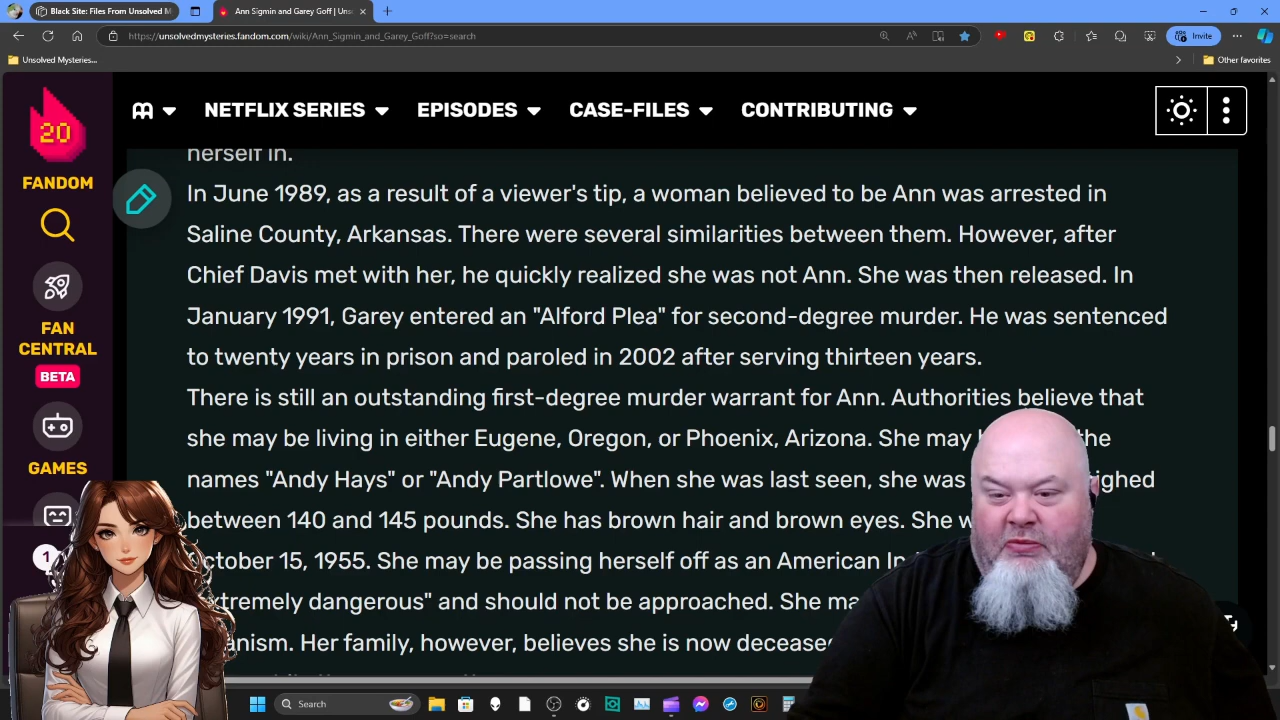 Black Site: Files From Unsolved M
Ann Sigmin and Garey Goff | Uns
https://unsolvedmysteries.fandom.com/wiki/Ann_Sigmin_and_Garey_Goff?so=search
Invite
Unsolved Mysteries...
Other favorites
20
FANDOM
FAN
CENTRAL
BETA
GAMES
1
NETFLIX SERIES
EPISODES
CASE-FILES
CONTRIBUTING
herself in.
In June 1989, as a result of a viewer's tip, a woman believed to be Ann was arrested in
Saline County, Arkansas. There were several similarities between them. However, after
Chief Davis met with her, he quickly realized she was not Ann. She was then released. In
January 1991, Garey entered an "Alford Plea" for second-degree murder. He was sentenced
to twenty years in prison and paroled in 2002 after serving thirteen years.
There is still an outstanding first-degree murder warrant for Ann. Authorities believe that
she may be living in either Eugene, Oregon, or Phoenix, Arizona. She may the
names "Andy Hays" or "Andy Partlowe". When she was last seen, she was
between 140 and 145 pounds. She has brown hair and brown eyes. She
October 15, 1955. She may be passing herself off as an American
extremely dangerous" and should not be approached. She
Her family, however, believes she is now deceased
Search